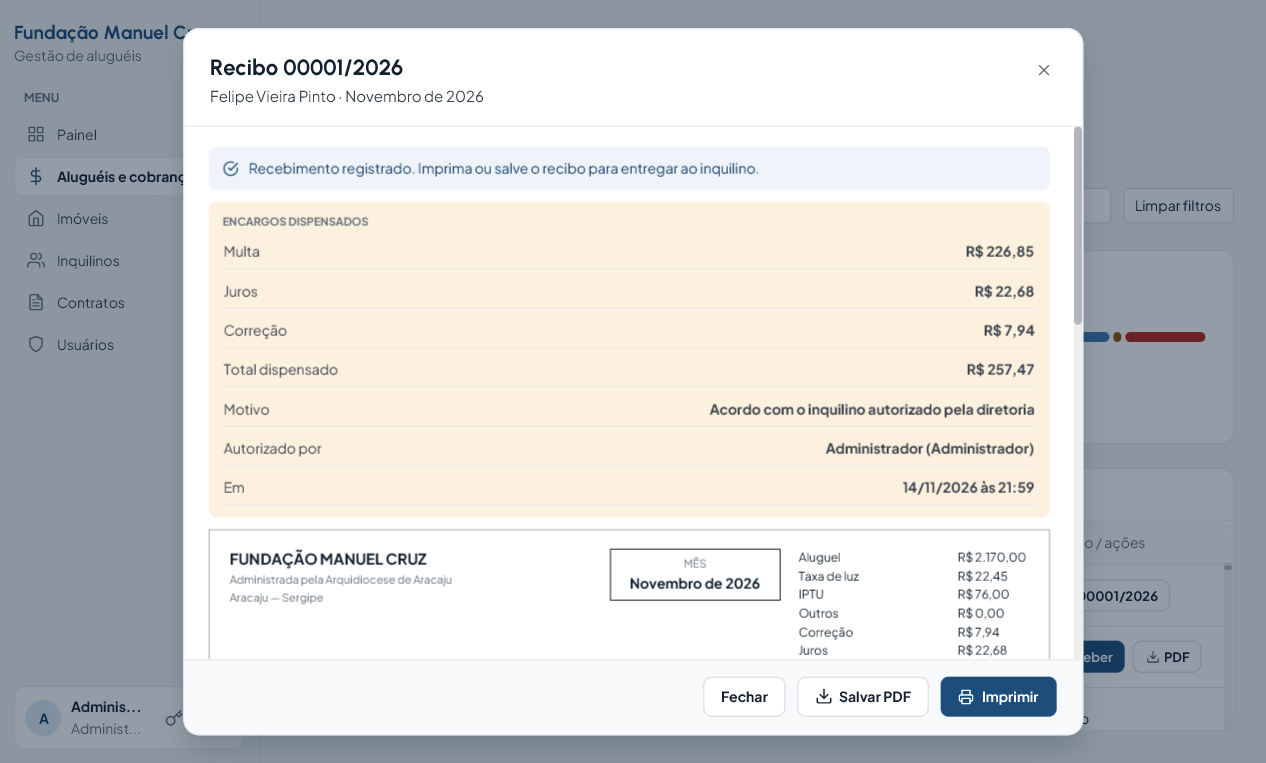 Fundação Manuel C
Gestão de aluguéis
MENU
Painel
Aluguéis e cobran
Imóveis
Inquilinos
Contratos
Usuários
Adminis...
Administ...
A
Recibo 00001/2026
Felipe Vieira Pinto · Novembro de 2026
Recebimento registrado. Imprima ou salve o recibo para entregar ao inquilino.
ENCARGOS DISPENSADOS
Multa R$ 226,85
Juros R$ 22,68
Correção R$ 7,94
Total dispensado R$ 257,47
Motivo Acordo com o inquilino autorizado pela diretoria
Autorizado por Administrador (Administrador)
Em 14/11/2026 às 21:59
FUNDAÇÃO MANUEL CRUZ
Administrada pela Arquidiocese de Aracaju
Aracaju — Sergipe
MÊS
Novembro de 2026
Aluguel R$ 2.170,00
Taxa de luz R$ 22,45
IPTU R$ 76,00
Outros R$ 0,00
Correção R$ 7,94
Juros R$ 22,68
Fechar
Salvar PDF
Imprimir
Limpar filtros
o / ações
00001/2026
eber
PDF
o